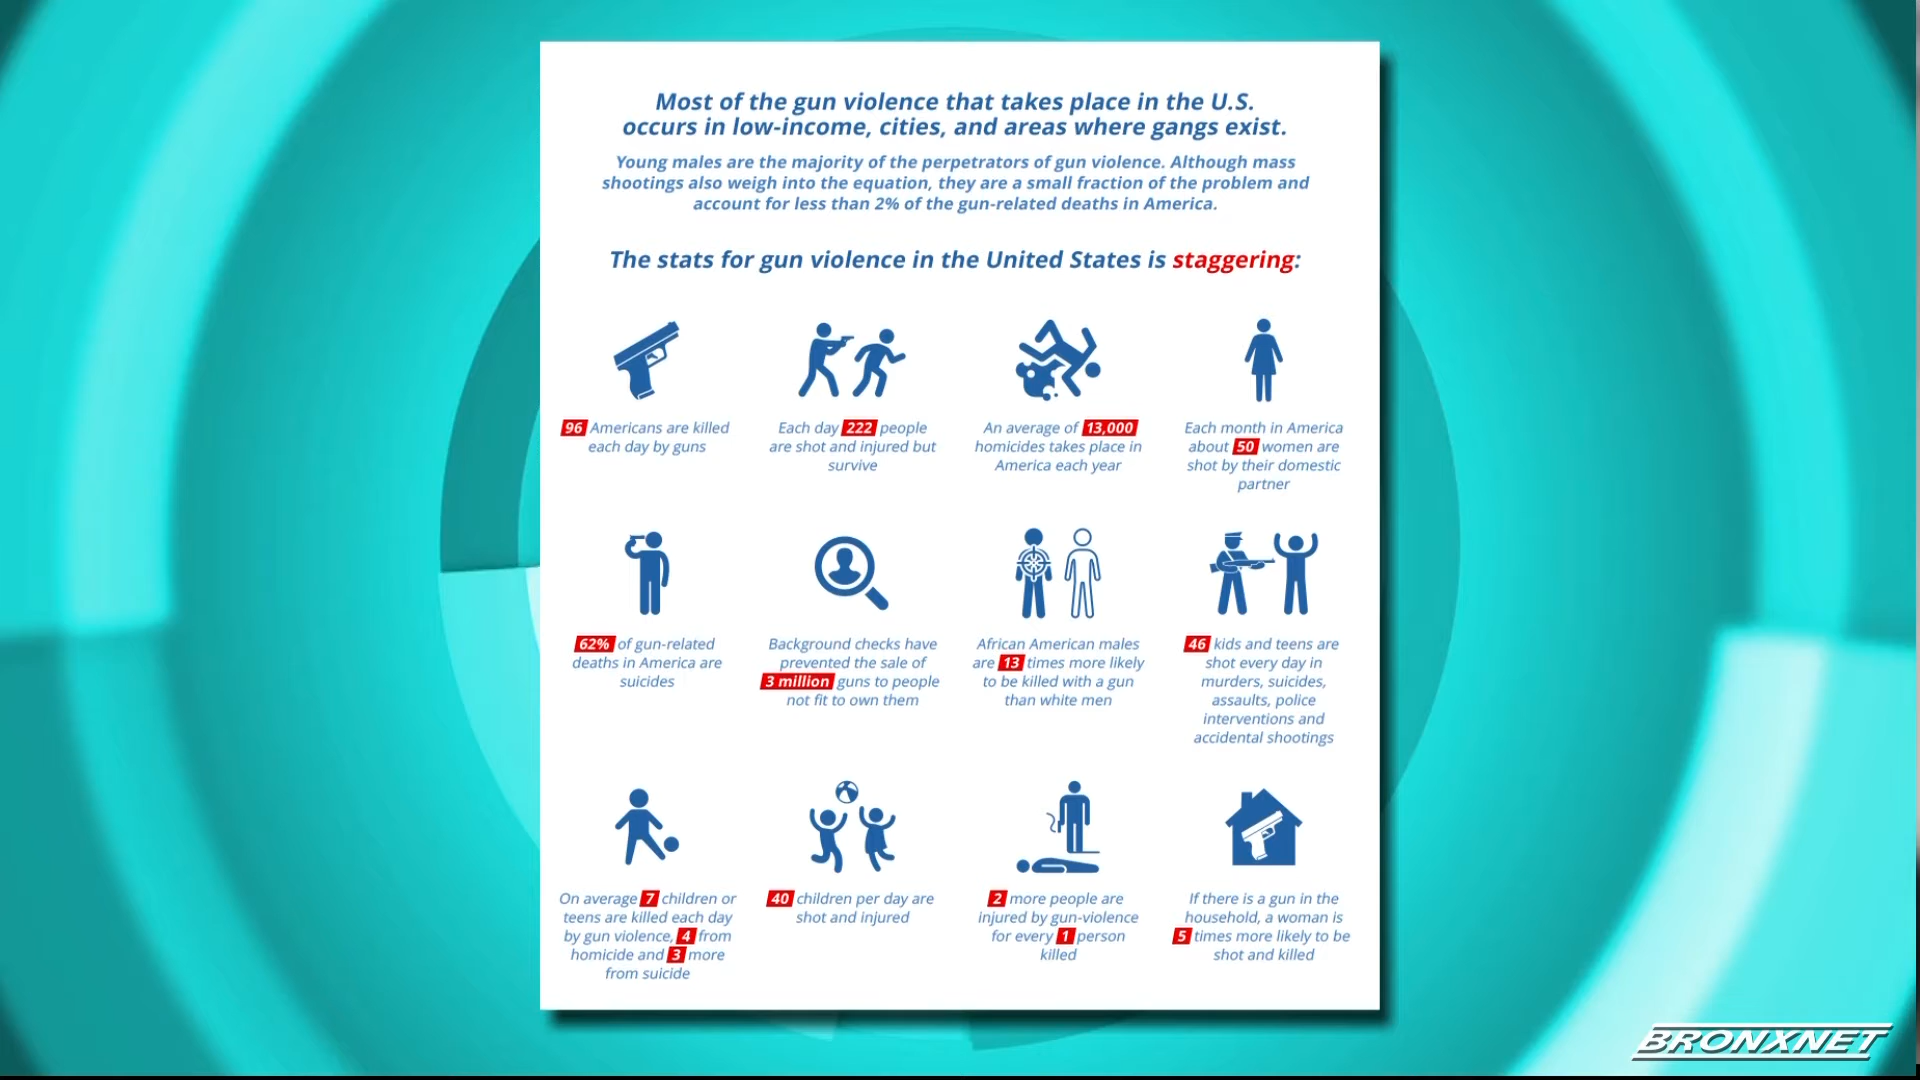 Most of the gun violence that takes place in the U.S.
occurs in low-income, cities, and areas where gangs exist.
Young males are the majority of the perpetrators of gun violence. Although mass
shootings also weigh into the equation, they are a small fraction of the problem and
account for less than 2% of the gun-related deaths in America.
The stats for gun violence in the United States is staggering:
96 Americans are killed
each day by guns
Each day 222 people
are shot and injured but
survive
An average of 13,000
homicides takes place in
America each year
Each month in America
about 50 women are
shot by their domestic
partner
62% of gun-related
deaths in America are
suicides
Background checks have
prevented the sale of
3 million guns to people
not fit to own them
African American males
are 13 times more likely
to be killed with a gun
than white men
46 kids and teens are
shot every day in
murders, suicides,
assaults, police
interventions and
accidental shootings
On average 7 children or
teens are killed each day
by gun violence, 4 from
homicide and 3 more
from suicide
40 children per day are
shot and injured
2 more people are
injured by gun-violence
for every 1 person
killed
If there is a gun in the
household, a woman is
5 times more likely to be
shot and killed
BRONXNET